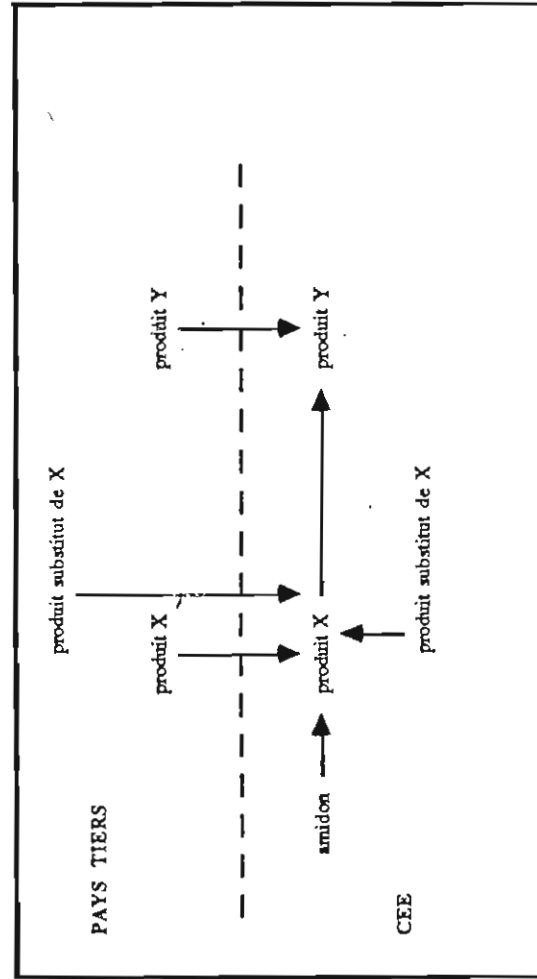 PAYS TIERS
produit substitut de X
produit X
produit Y
amidon
produit X
produit Y
produit substitut de X
CEE